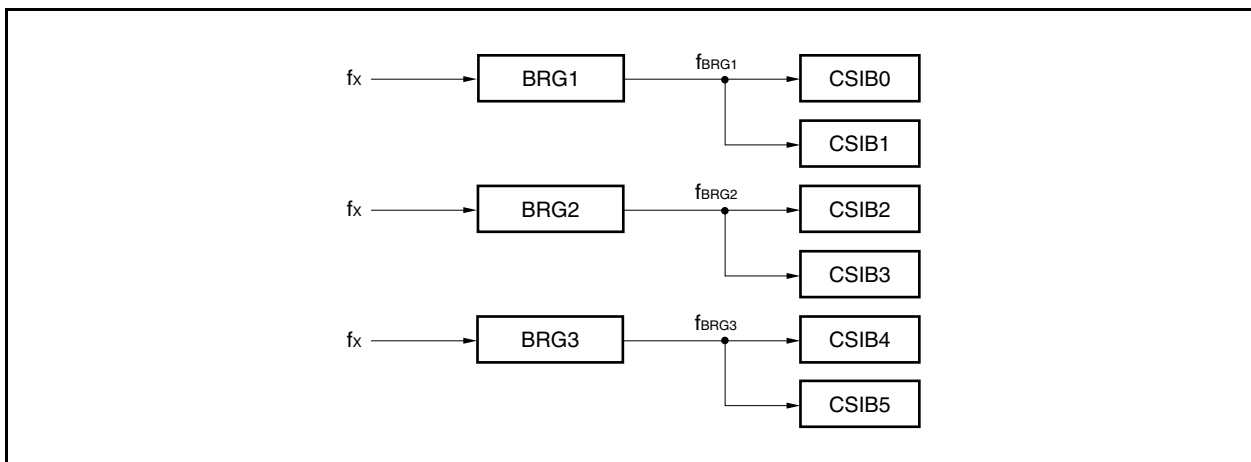 fX BRG1 fBRG1 CSIB0
CSIB1
fX BRG2 fBRG2 CSIB2
CSIB3
fX BRG3 fBRG3 CSIB4
CSIB5